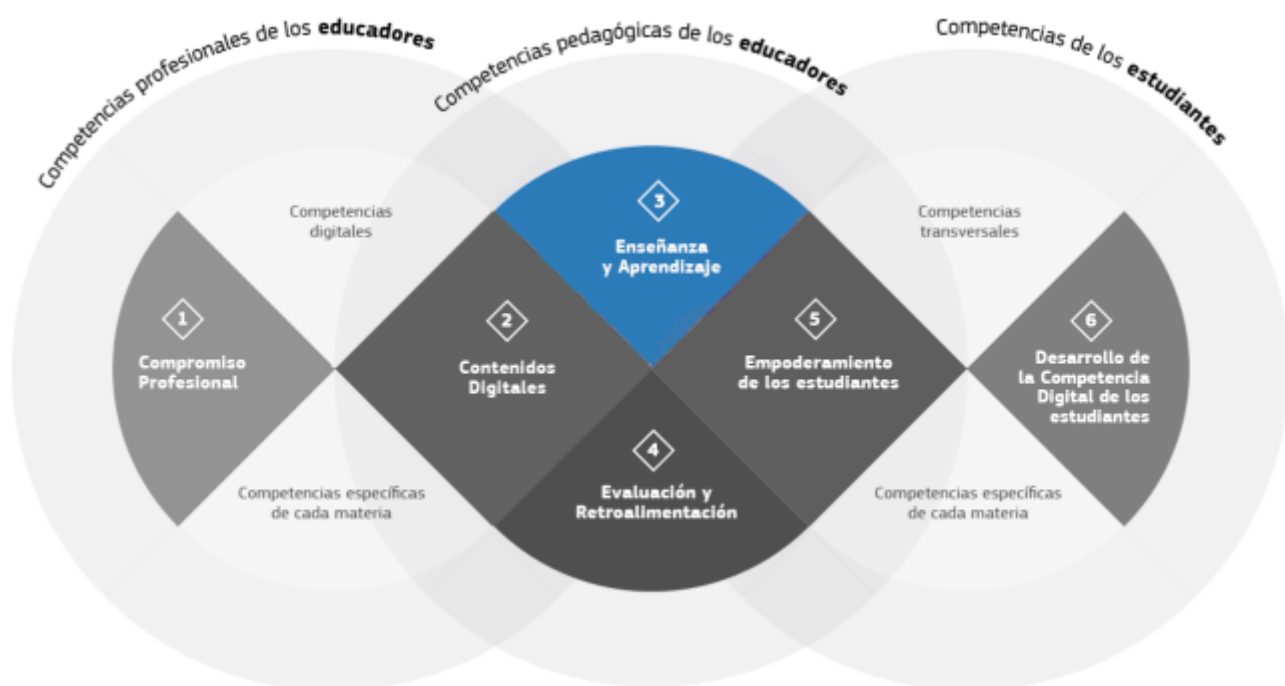 Competencias profesionales de los educadores
Competencias pedagógicas de los educadores
Competencias de los estudiantes
Competencias
digitales
Competencias
transversales
3
Enseñanza
y Aprendizaje
1
Compromiso
Profesional
2
Contenidos
Digitales
5
Empoderamiento
de los estudiantes
6
Desarrollo de
la Competencia
Digital de los
estudiantes
4
Evaluación y
Retroalimentación
Competencias específicas
de cada materia
Competencias específicas
de cada materia